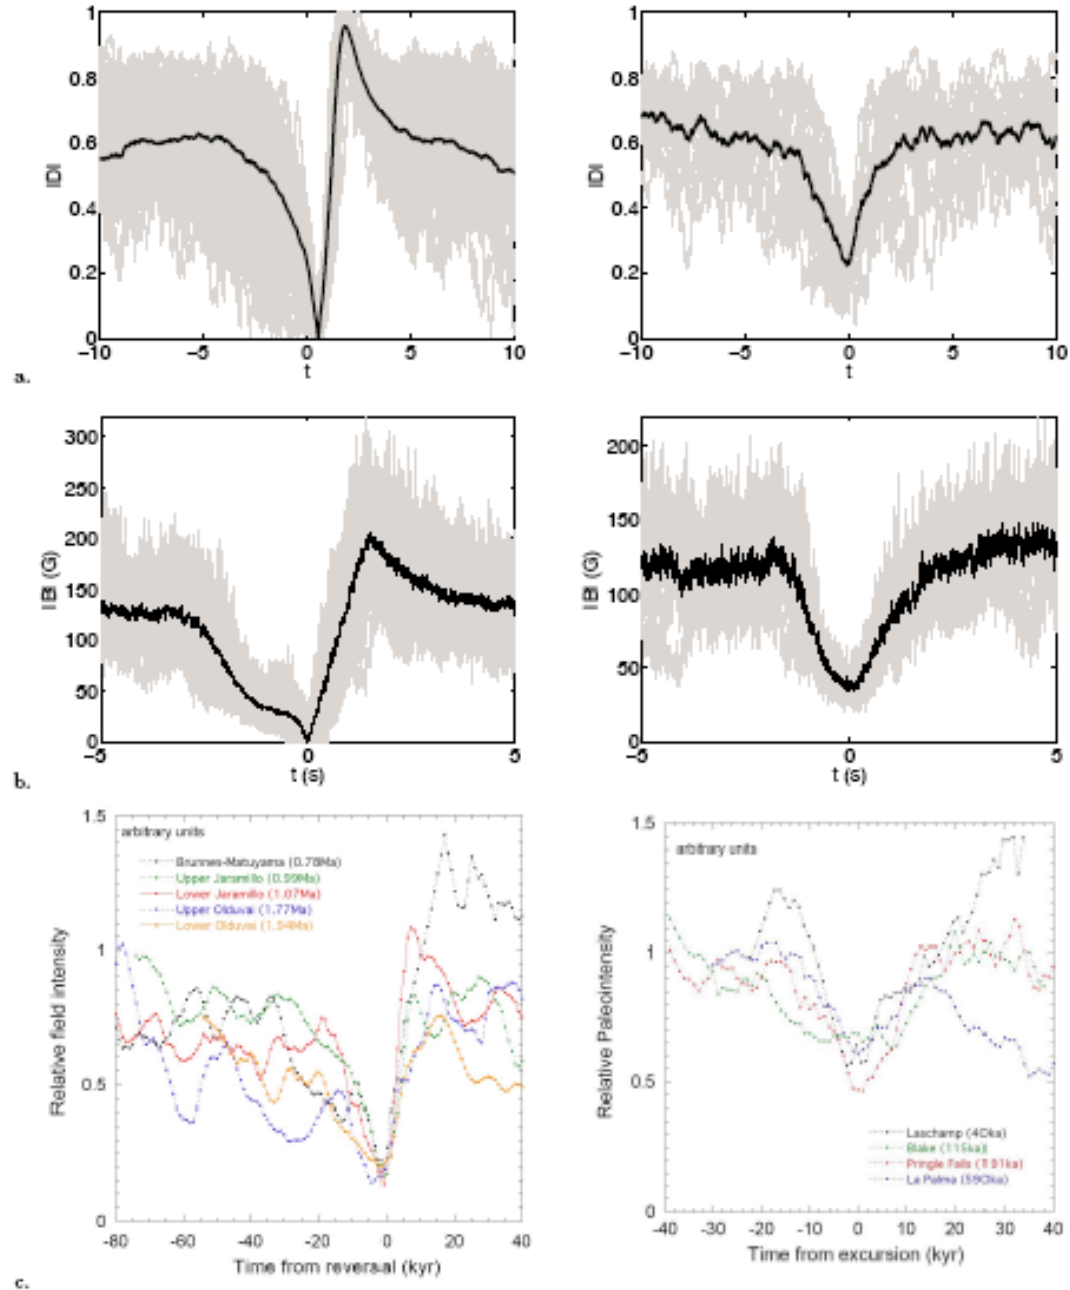 1
0.8
0.6
0.4
0.2
0
|D|
−10 −5 0 5 10
t
1
0.8
0.6
0.4
0.2
0
|D|
−10 −5 0 5 10
t
a.
300
250
200
150
100
50
0
|B| (G)
−5 0 5
t (s)
200
150
100
50
0
|B| (G)
−5 0 5
t (s)
b.
1.5
1
0.5
0
Relative field intensity
arbitrary units
Brunnes-Matuyama (0.78Ma)
Upper Jaramillo (0.99Ma)
Lower Jaramillo (1.07Ma)
Upper Olduvai (1.77Ma)
Lower Olduvai (1.94Ma)
-80 -60 -40 -20 0 20 40
Time from reversal (kyr)
1.5
1
0.5
0
Relative Paleointensity
arbitrary units
Laschamp (40ka)
Blake (115ka)
Pringle Falls (191ka)
La Palma (590ka)
-40 -30 -20 -10 0 10 20 30 40
Time from excursion (kyr)
c.